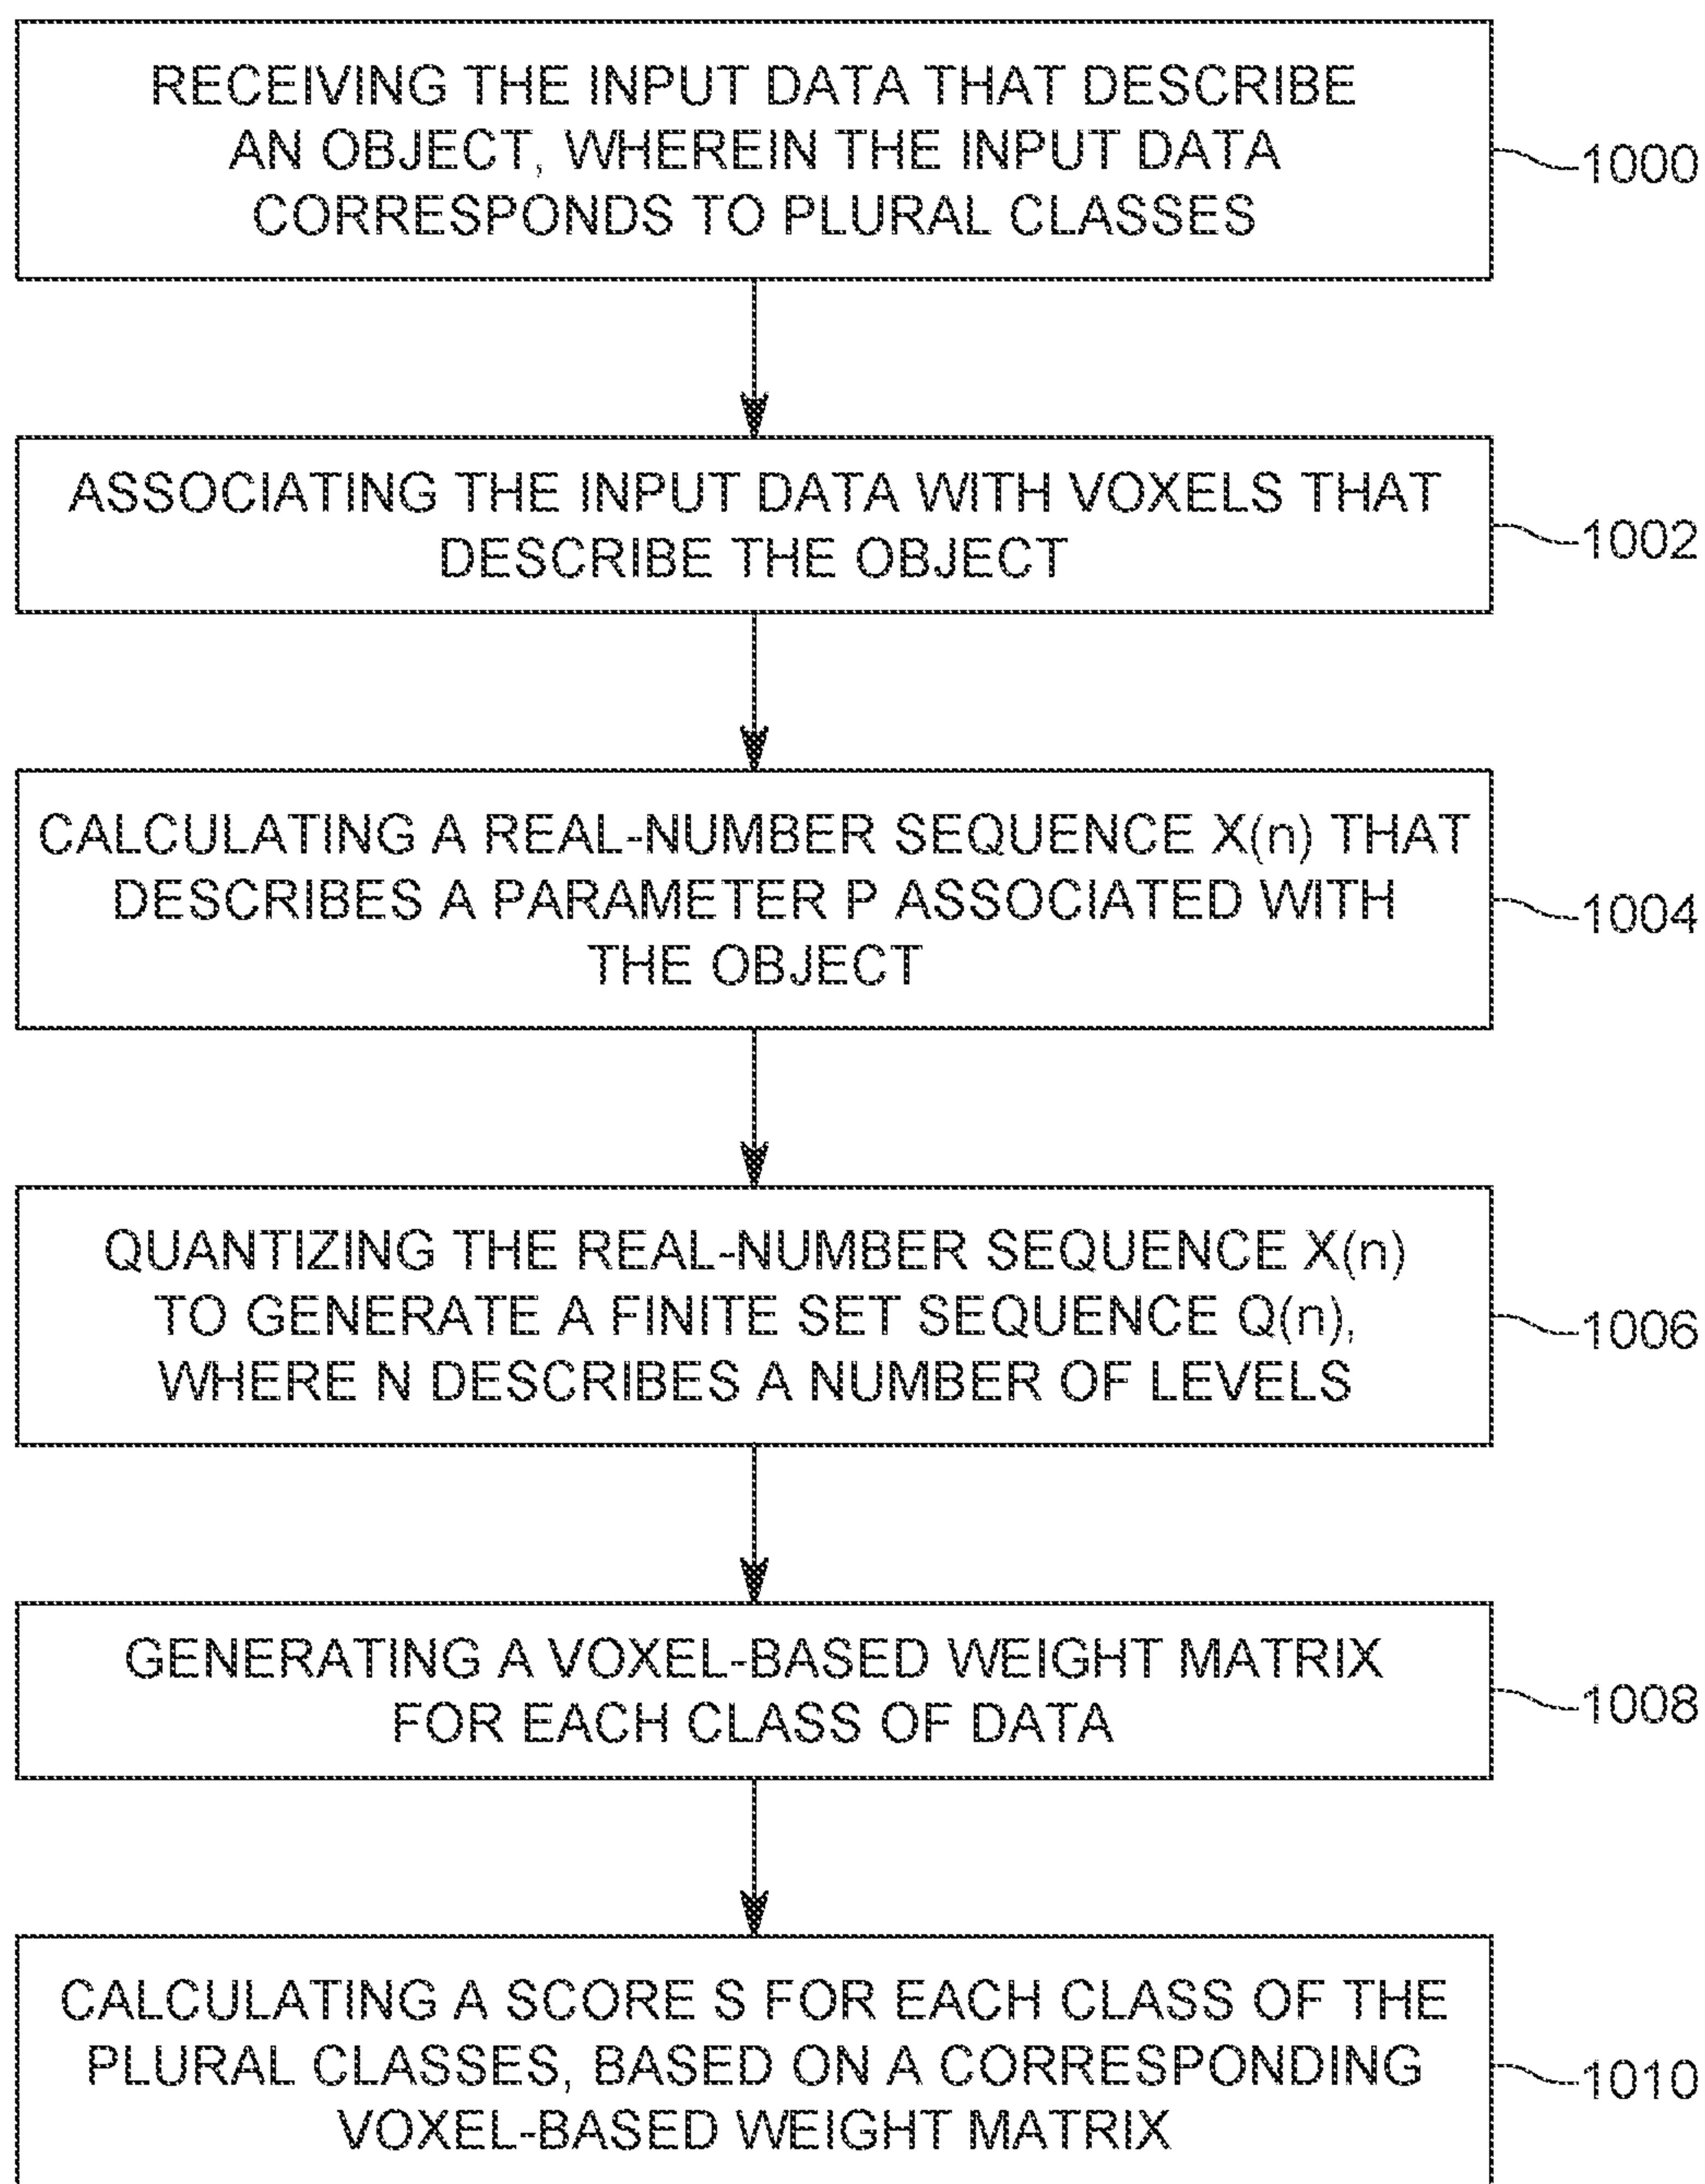 RECEIVING THE INPUT DATA THAT DESCRIBE
AN OBJECT, WHEREIN THE INPUT DATA
CORRESPONDS TO PLURAL CLASSES
1000
ASSOCIATING THE INPUT DATA WITH VOXELS THAT
DESCRIBE THE OBJECT
1002
CALCULATING A REAL-NUMBER SEQUENCE X(n) THAT
DESCRIBES A PARAMETER P ASSOCIATED WITH
THE OBJECT
1004
QUANTIZING THE REAL-NUMBER SEQUENCE X(n)
TO GENERATE A FINITE SET SEQUENCE Q(n),
WHERE N DESCRIBES A NUMBER OF LEVELS
1006
GENERATING A VOXEL-BASED WEIGHT MATRIX
FOR EACH CLASS OF DATA
1008
CALCULATING A SCORE S FOR EACH CLASS OF THE
PLURAL CLASSES, BASED ON A CORRESPONDING
VOXEL-BASED WEIGHT MATRIX
1010